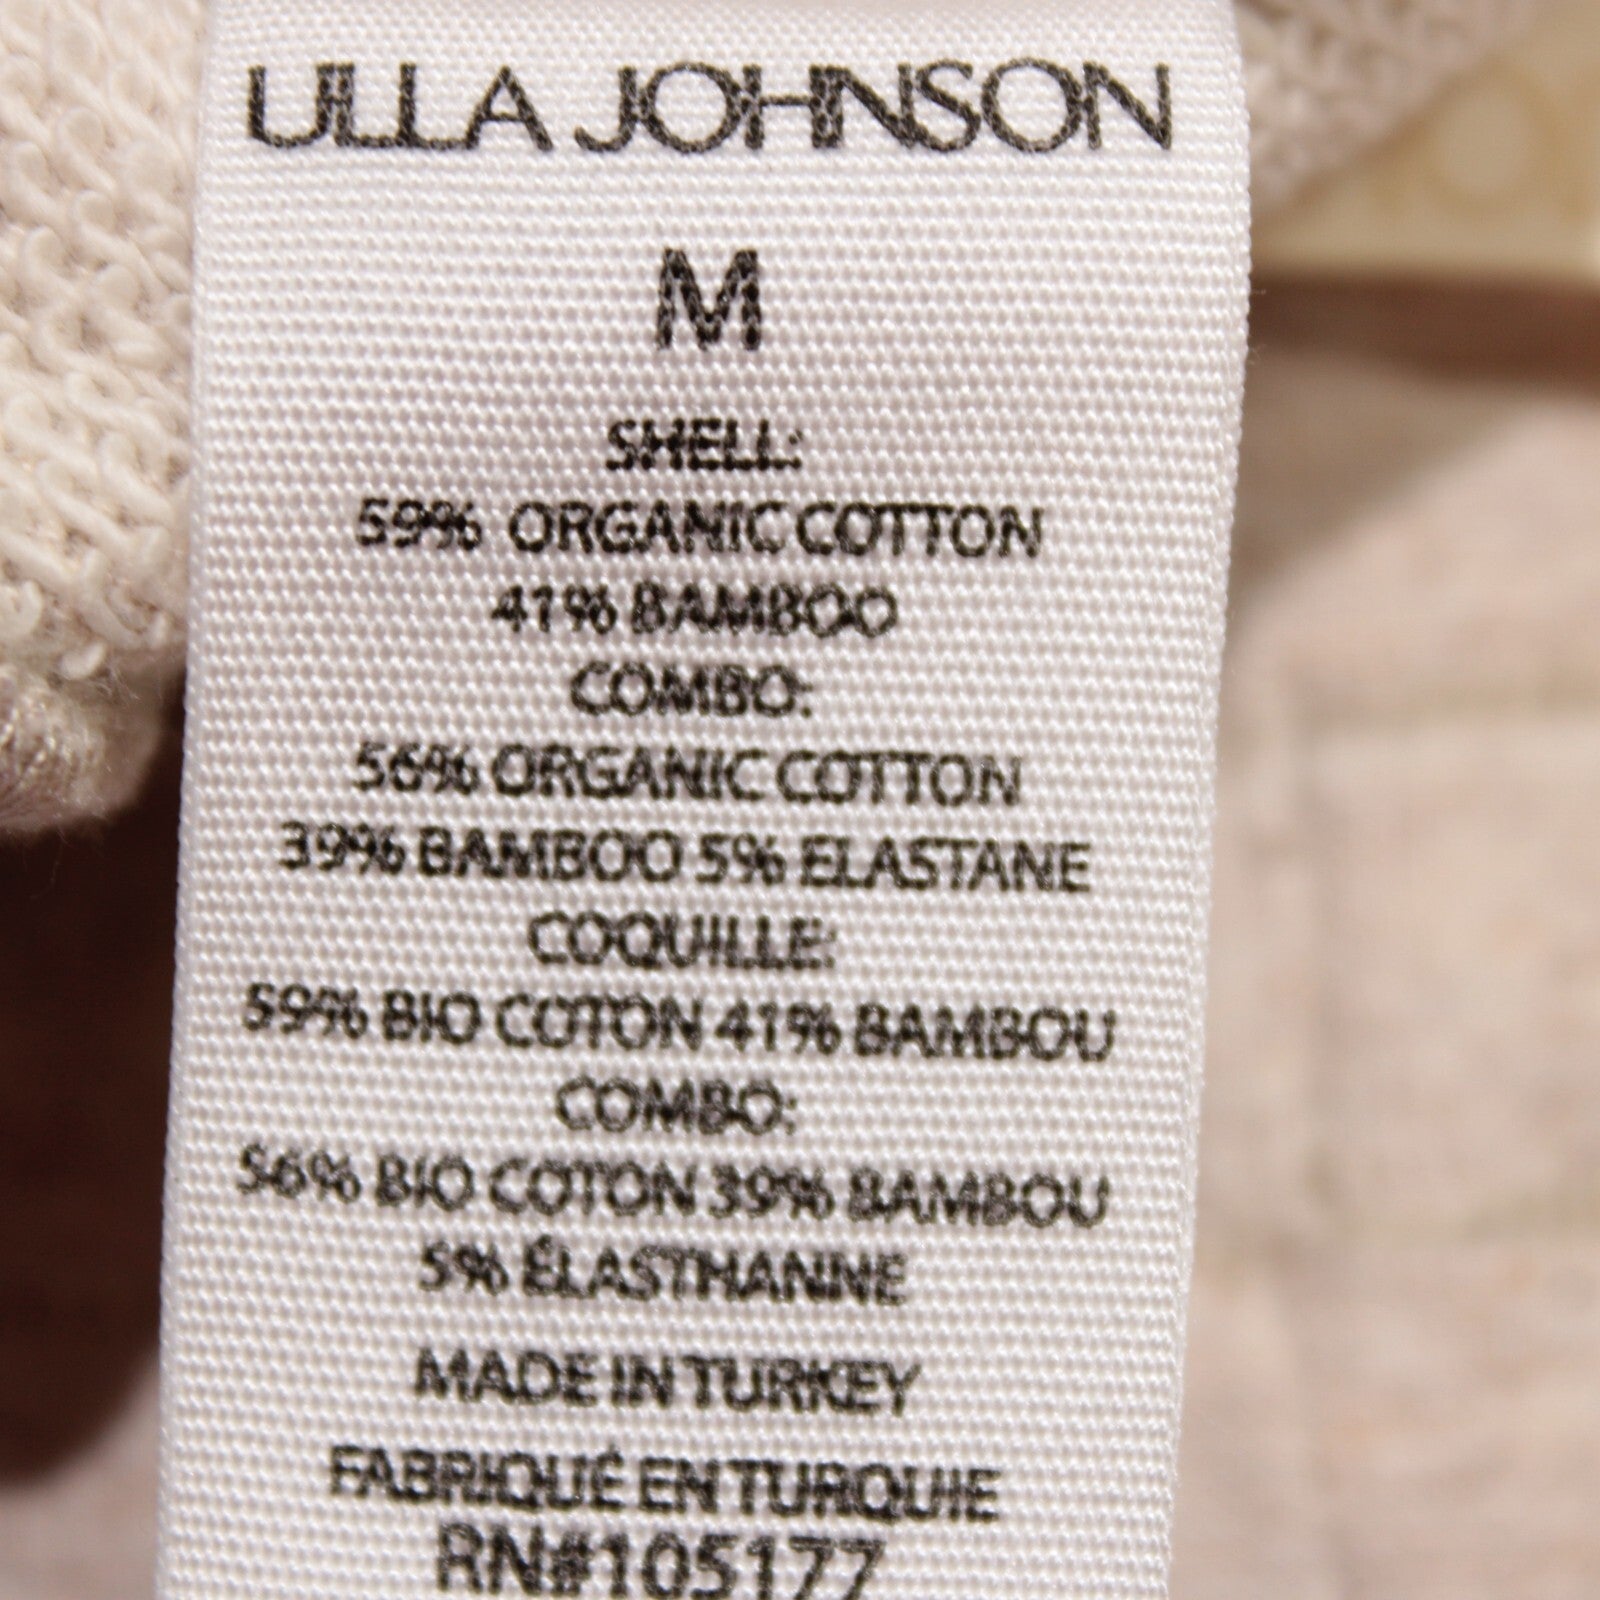 ULLA JOHNSON
M
SHELL:
59% ORGANIC COTTON
41% BAMBOO
COMBO:
56% ORGANIC COTTON
39% BAMBOO 5% ELASTANE
COQUILLE:
59% BIO COTON 41% BAMBOU
COMBO:
56% BIO COTON 39% BAMBOU
5% ÉLASTHANNE
MADE IN TURKEY
FABRIQUÉ EN TURQUIE
RN#105177